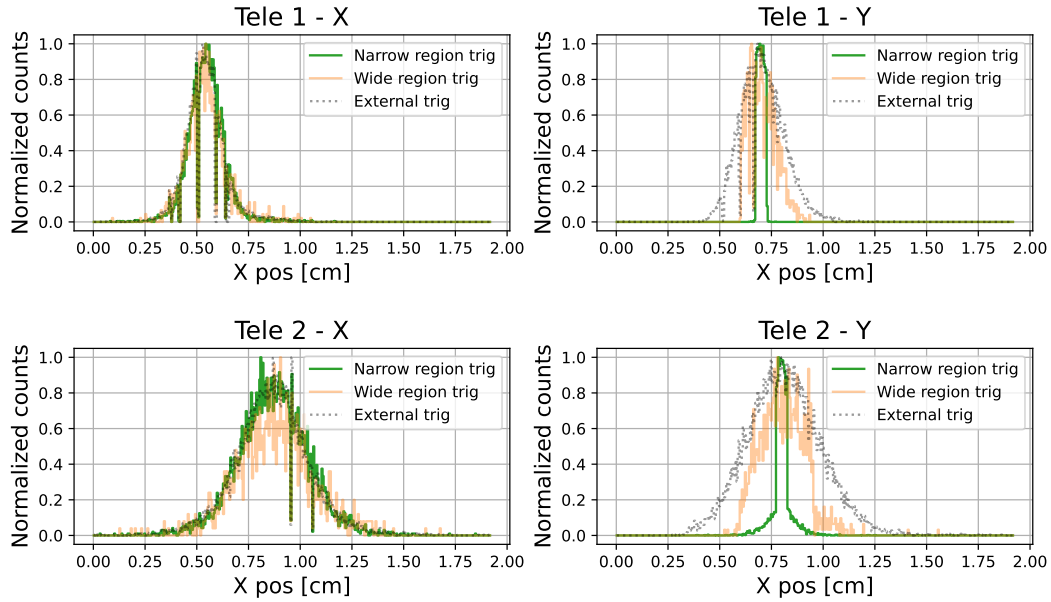 Tele 1 - X
Normalized counts
1.0
0.8
0.6
0.4
0.2
0.0
Narrow region trig
Wide region trig
External trig
0.00 0.25 0.50 0.75 1.00 1.25 1.50 1.75 2.00
X pos [cm]
Tele 1 - Y
Normalized counts
1.0
0.8
0.6
0.4
0.2
0.0
Narrow region trig
Wide region trig
External trig
0.00 0.25 0.50 0.75 1.00 1.25 1.50 1.75 2.00
X pos [cm]
Tele 2 - X
Normalized counts
1.0
0.8
0.6
0.4
0.2
0.0
Narrow region trig
Wide region trig
External trig
0.00 0.25 0.50 0.75 1.00 1.25 1.50 1.75 2.00
X pos [cm]
Tele 2 - Y
Normalized counts
1.0
0.8
0.6
0.4
0.2
0.0
Narrow region trig
Wide region trig
External trig
0.00 0.25 0.50 0.75 1.00 1.25 1.50 1.75 2.00
X pos [cm]